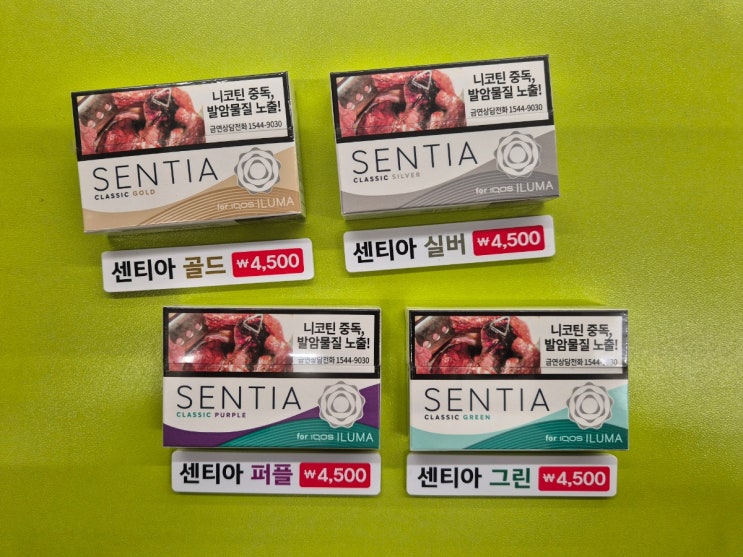 니코틴 중독,
발암물질 노출!
금연상담전화 1544-9030
SENTIA
CLASSIC GOLD
for IQOS ILUMA
센티아 골드 ₩4,500
니코틴 중독,
발암물질 노출!
금연상담전화 1544-9030
SENTIA
CLASSIC SILVER
for IQOS ILUMA
센티아 실버 ₩4,500
니코틴 중독,
발암물질 노출!
금연상담전화 1544-9030
SENTIA
CLASSIC PURPLE
for IQOS ILUMA
센티아 퍼플 ₩4,500
니코틴 중독,
발암물질 노출!
금연상담전화 1544-9030
SENTIA
CLASSIC GREEN
for IQOS ILUMA
센티아 그린 ₩4,500